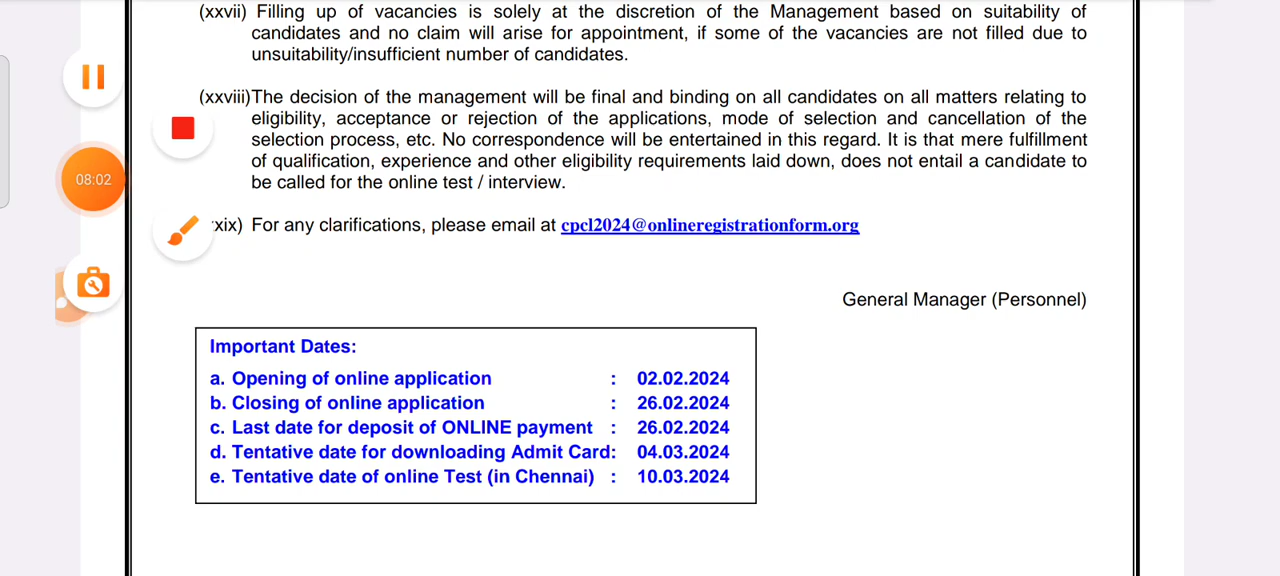 (xxvii) Filling up of vacancies is solely at the discretion of the Management based on suitability of
candidates and no claim will arise for appointment, if some of the vacancies are not filled due to
unsuitability/insufficient number of candidates.
(xxviii)The decision of the management will be final and binding on all candidates on all matters relating to
eligibility, acceptance or rejection of the applications, mode of selection and cancellation of the
selection process, etc. No correspondence will be entertained in this regard. It is that mere fulfillment
of qualification, experience and other eligibility requirements laid down, does not entail a candidate to
be called for the online test / interview.
08:02
xix) For any clarifications, please email at cpcl2024@onlineregistrationform.org
General Manager (Personnel)
Important Dates:
a. Opening of online application : 02.02.2024
b. Closing of online application : 26.02.2024
c. Last date for deposit of ONLINE payment : 26.02.2024
d. Tentative date for downloading Admit Card: 04.03.2024
e. Tentative date of online Test (in Chennai) : 10.03.2024